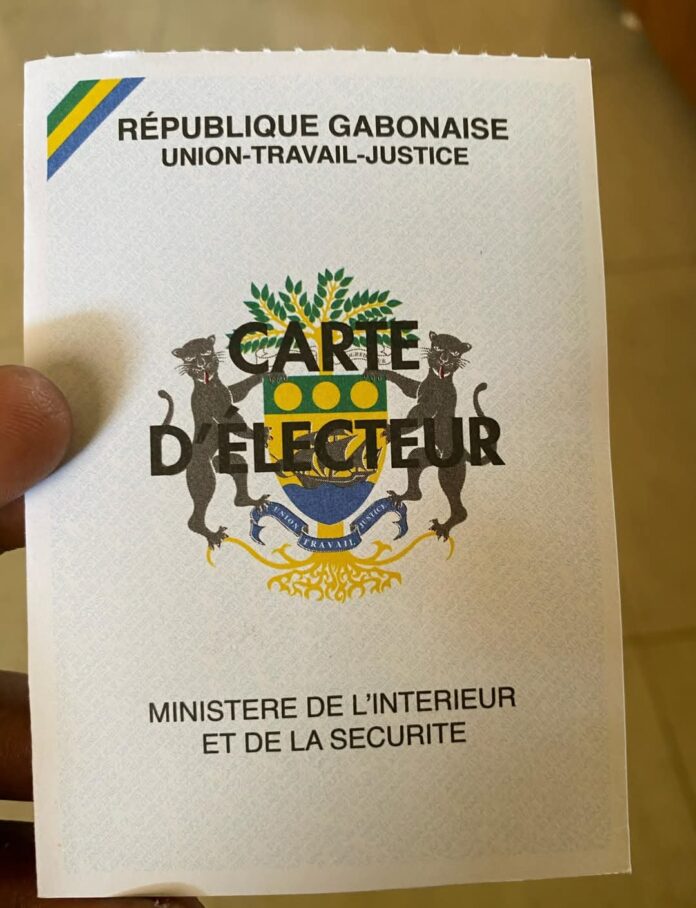 RÉPUBLIQUE GABONAISE
UNION-TRAVAIL-JUSTICE
CARTE
D'ÉLECTEUR
UNION TRAVAIL JUSTICE
MINISTERE DE L'INTERIEUR
ET DE LA SECURITE